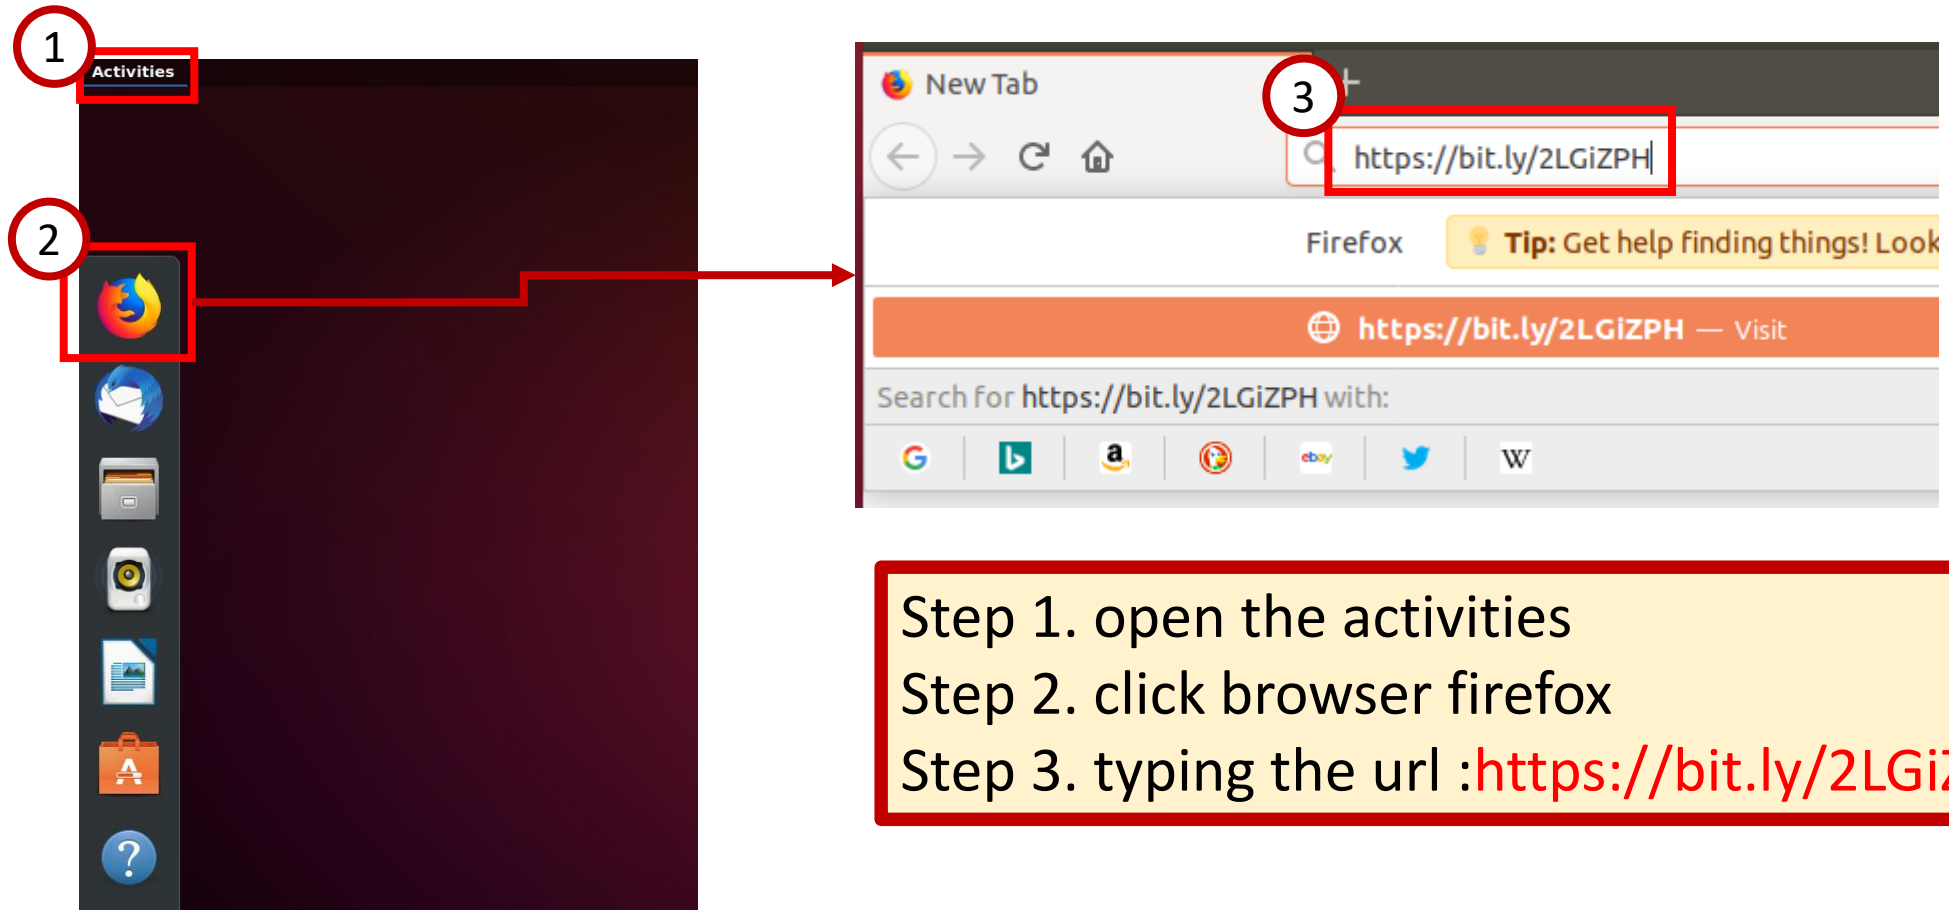 1
Activities
2
New Tab
3
https://bit.ly/2LGiZPH
Firefox
Tip: Get help finding things! Look
https://bit.ly/2LGiZPH — Visit
Search for https://bit.ly/2LGiZPH with:
G
b
a
ebay
W
A
?
Step 1. open the activities
Step 2. click browser firefox
Step 3. typing the url :https://bit.ly/2LGiZ